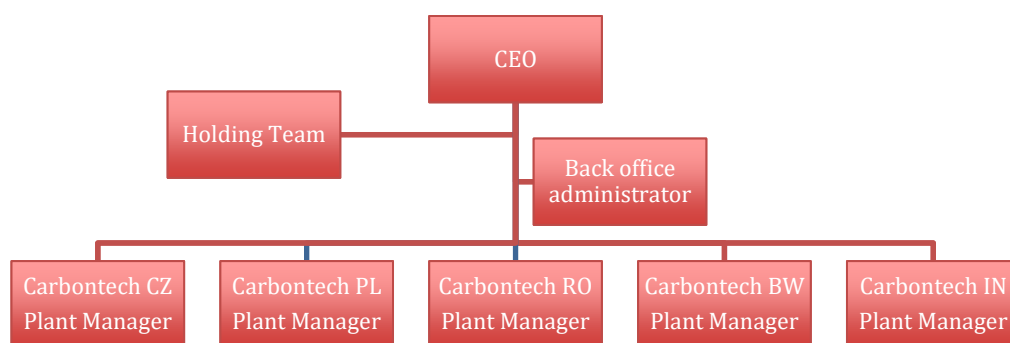 CEO
Holding Team
Back office
administrator
Carbontech CZ
Plant Manager
Carbontech PL
Plant Manager
Carbontech RO
Plant Manager
Carbontech BW
Plant Manager
Carbontech IN
Plant Manager